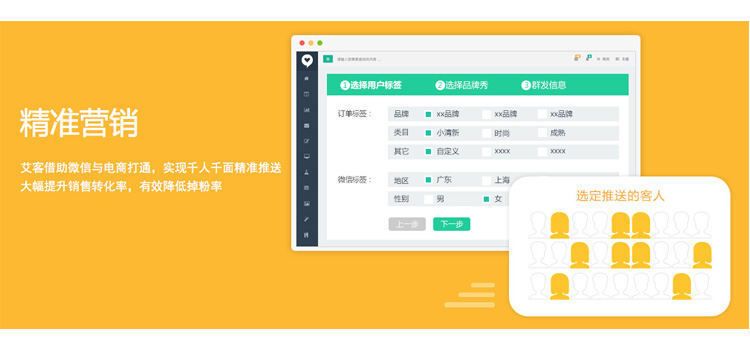 精准营销
艾客借助微信与电商打通，实现千人千面精准推送
大幅提升销售转化率，有效降低掉粉率
①选择用户标签 ②选择品牌秀 ③群发信息
订单标签： 品牌 xx品牌 xx品牌 xx品牌
类目 小清新 时尚 成熟
其它 自定义 xxxx xxxx
微信标签： 地区 广东 上海
性别 男 女
上一步 下一步
选定推送的客人